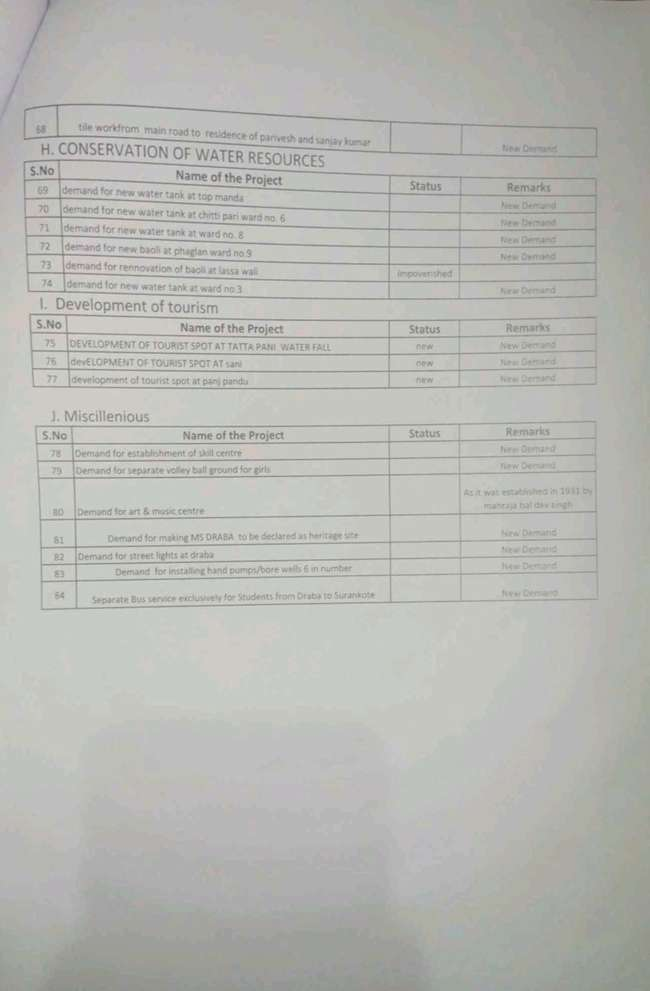 68 tile workfrom main road to residence of parivesh and sanjay kumar New Demand
H. CONSERVATION OF WATER RESOURCES
S.No Name of the Project Status Remarks
69 demand for new water tank at top manda New Demand
70 demand for new water tank at chitti pari ward no. 6 New Demand
71 demand for new water tank at ward no. 8 New Demand
72 demand for new baoli at phaglan ward no.9 New Demand
73 demand for rennovation of baoli at lassa wali impoverished
74 demand for new water tank at ward no.3 New Demand
I. Development of tourism
S.No Name of the Project Status Remarks
75 DEVELOPMENT OF TOURIST SPOT AT TATTA PANI WATER FALL new New Demand
76 devELOPMENT OF TOURIST SPOT AT sani new New Demand
77 development of tourist spot at panj pandu new New Demand
J. Miscillenious
S.No Name of the Project Status Remarks
78 Demand for establishment of skill centre New Demand
79 Demand for separate volley ball ground for girls New Demand
As it was established in 1931 by
80 Demand for art & music centre mahraja bal dev singh
81 Demand for making MS DRABA to be declared as heritage site New Demand
82 Demand for street lights at draba New Demand
83 Demand for installing hand pumps/bore wells 6 in number New Demand
84 Separate Bus service exclusively for Students from Draba to Surankote New Demand